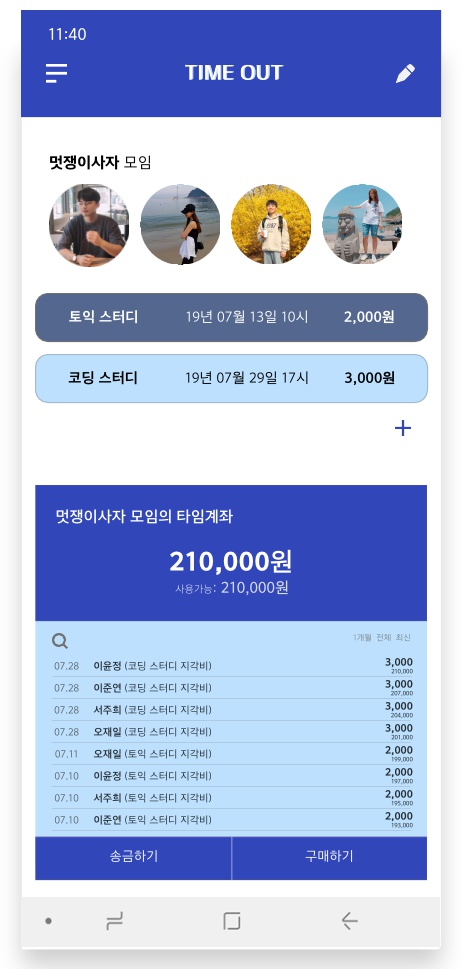 11:40
TIME OUT
멋쟁이사자 모임
토익 스터디 19년 07월 13일 10시 2,000원
코딩 스터디 19년 07월 29일 17시 3,000원
+
멋쟁이사자 모임의 타임계좌
210,000원
사용가능: 210,000원
1개월 전체 최신
07.28 이윤정 (코딩 스터디 지각비) 3,000
210,000
07.28 이준연 (코딩 스터디 지각비) 3,000
207,000
07.28 서주희 (코딩 스터디 지각비) 3,000
204,000
07.28 오재일 (코딩 스터디 지각비) 3,000
201,000
07.11 오재일 (토익 스터디 지각비) 2,000
199,000
07.10 이윤정 (토익 스터디 지각비) 2,000
197,000
07.10 서주희 (토익 스터디 지각비) 2,000
195,000
07.10 이준연 (토익 스터디 지각비) 2,000
193,000
송금하기 구매하기